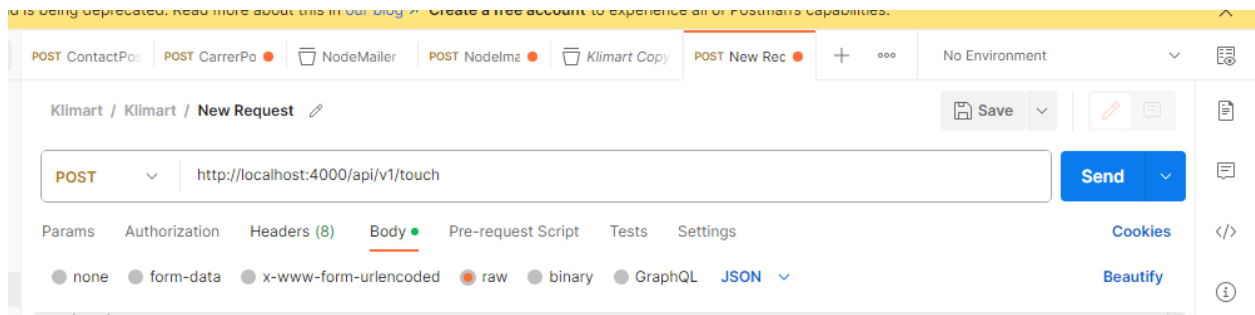 d is being deprecated. Read more about this in our blog ↗ Create a free account to experience all of Postman's capabilities.
POST ContactPos POST CarrerPo NodeMailer POST NodeIma Klimart Copy POST New Rec No Environment
Klimart / Klimart / New Request Save
POST http://localhost:4000/api/v1/touch Send
Params Authorization Headers (8) Body Pre-request Script Tests Settings Cookies
none form-data x-www-form-urlencoded raw binary GraphQL JSON Beautify